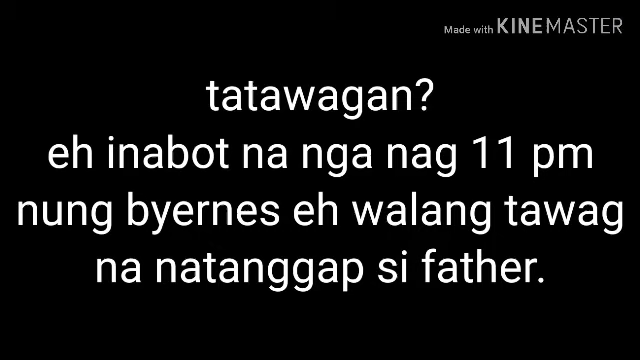 Made with KINEMASTER
tatawagan?
eh inabot na nga nag 11 pm
nung byernes eh walang tawag
na natanggap si father.